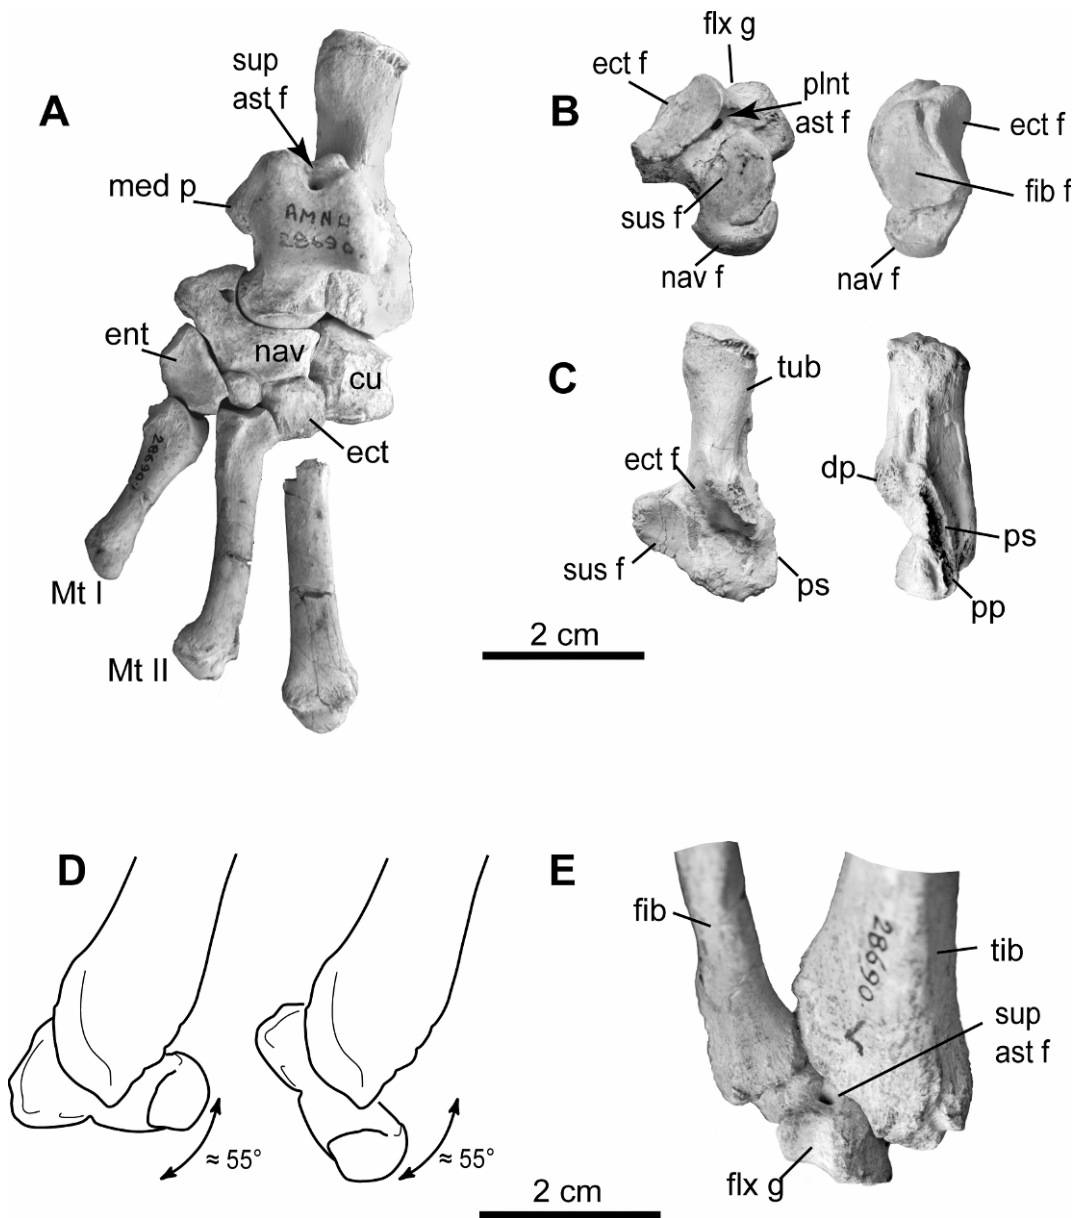 A
sup
ast f
med p
AMNH
28690
ent
nav
cu
ect
28690
Mt I
Mt II
B
ect f
flx g
plnt
ast f
sus f
nav f
ect f
fib f
nav f
C
tub
ect f
sus f
ps
dp
ps
pp
2 cm
D
≈ 55°
≈ 55°
E
fib
28690
tib
sup
ast f
flx g
2 cm